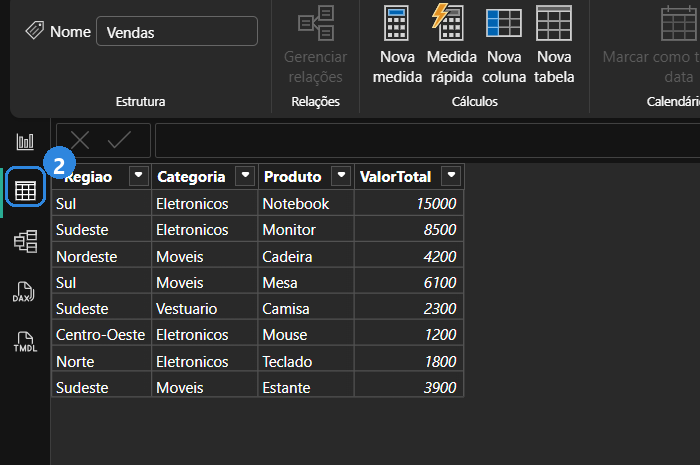 Nome Vendas
Gerenciar relações
Nova medida
Medida rápida
Nova coluna
Nova tabela
Marcar como t
data
Estrutura Relações Cálculos Calendári
2
Regiao Categoria Produto ValorTotal
Sul Eletronicos Notebook 15000
Sudeste Eletronicos Monitor 8500
Nordeste Moveis Cadeira 4200
Sul Moveis Mesa 6100
Sudeste Vestuario Camisa 2300
Centro-Oeste Eletronicos Mouse 1200
Norte Eletronicos Teclado 1800
Sudeste Moveis Estante 3900
DAX
TMDL